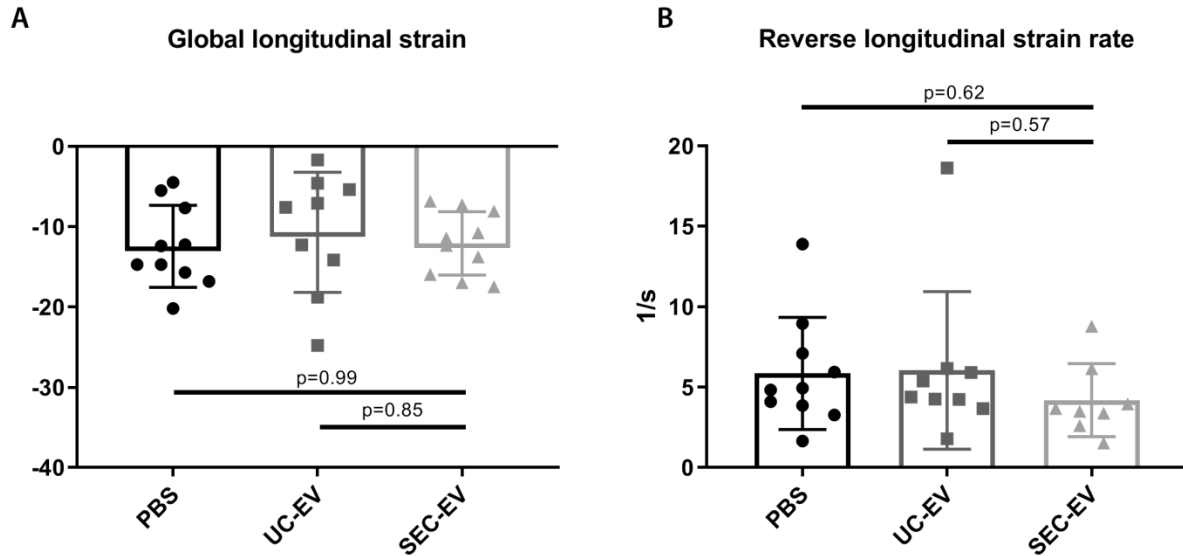 A
Global longitudinal strain
0
-10
-20
-30
-40
p=0.99
p=0.85
PBS
UC-EV
SEC-EV
B
Reverse longitudinal strain rate
p=0.62
p=0.57
20
15
10
5
0
1/s
PBS
UC-EV
SEC-EV